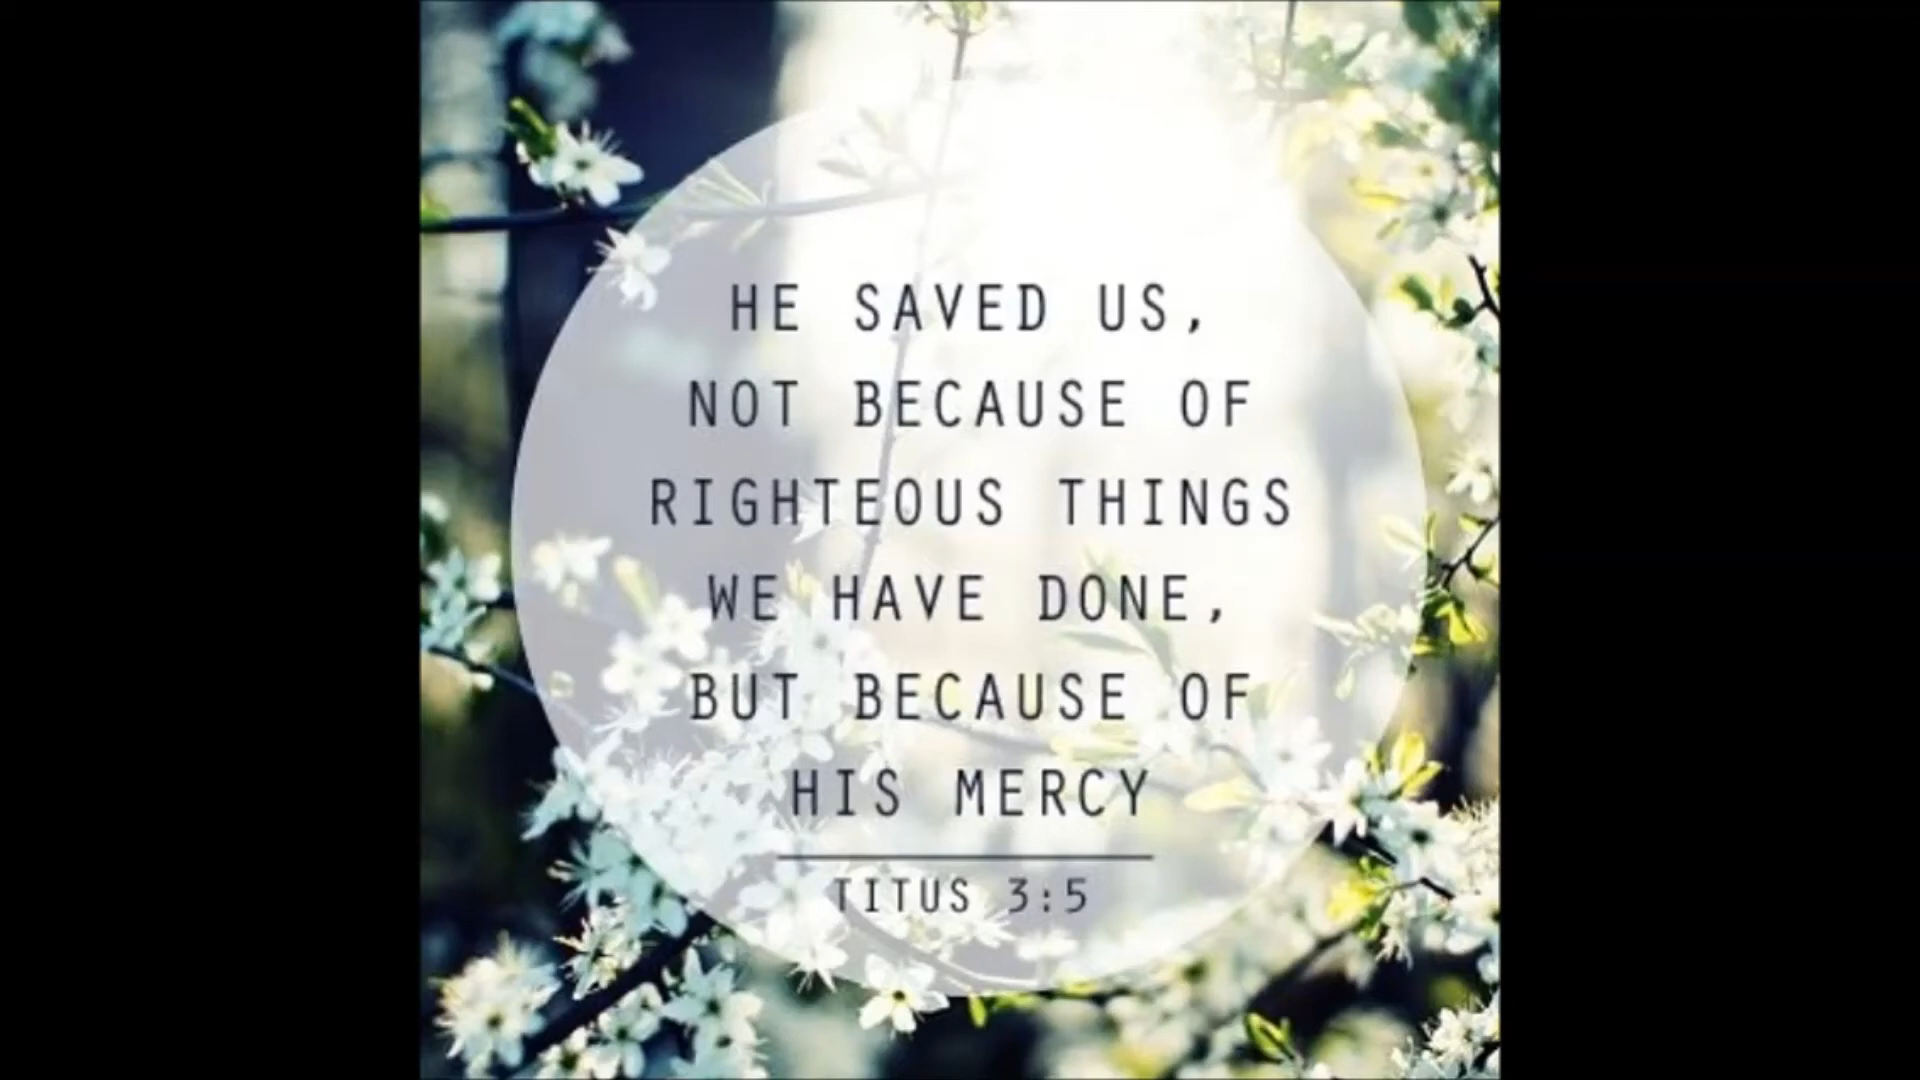 HE SAVED US,
NOT BECAUSE OF
RIGHTEOUS THINGS
WE HAVE DONE,
BUT BECAUSE OF
HIS MERCY
TITUS 3:5